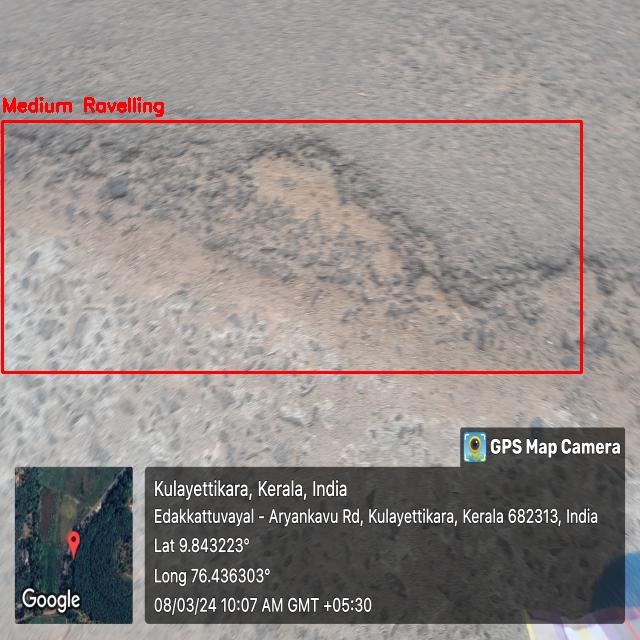 Medium Ravelling
GPS Map Camera
Kulayettikara, Kerala, India
Edakkattuvayal - Aryankavu Rd, Kulayettikara, Kerala 682313, India
Lat 9.843223°
Long 76.436303°
08/03/24 10:07 AM GMT +05:30
Google